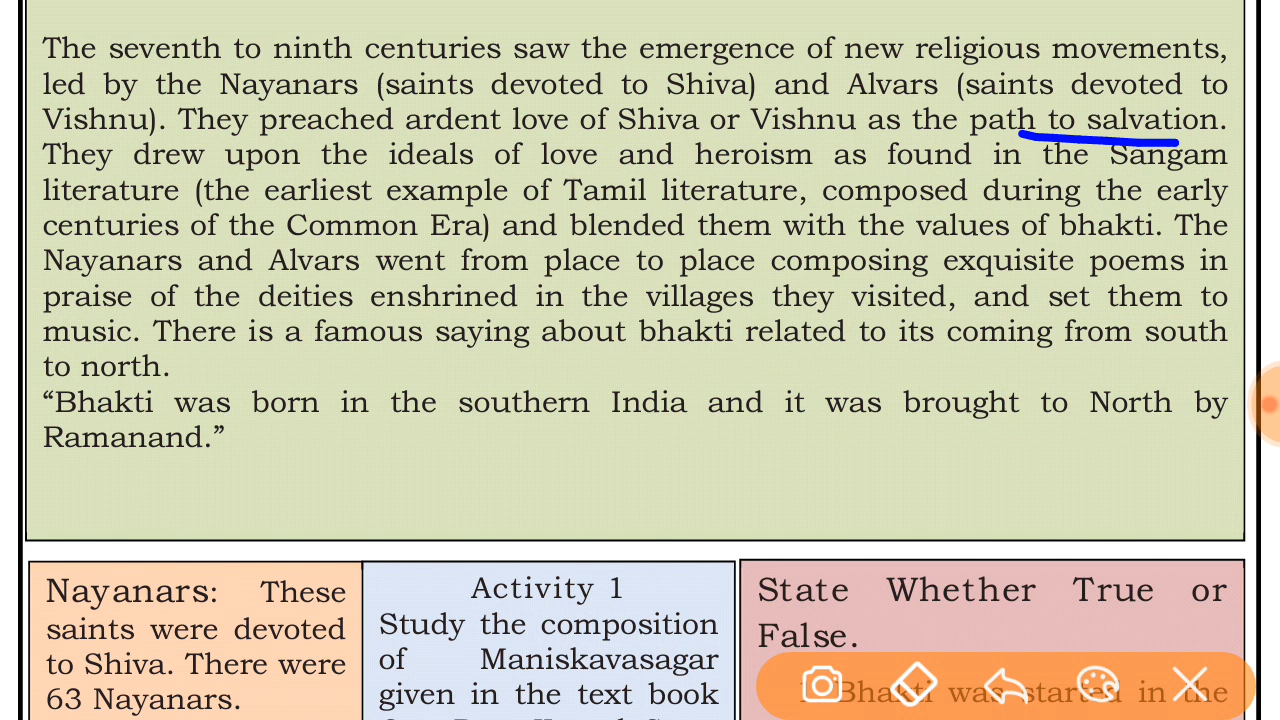 The seventh to ninth centuries saw the emergence of new religious movements,
led by the Nayanars (saints devoted to Shiva) and Alvars (saints devoted to
Vishnu). They preached ardent love of Shiva or Vishnu as the path to salvation.
They drew upon the ideals of love and heroism as found in the Sangam
literature (the earliest example of Tamil literature, composed during the early
centuries of the Common Era) and blended them with the values of bhakti. The
Nayanars and Alvars went from place to place composing exquisite poems in
praise of the deities enshrined in the villages they visited, and set them to
music. There is a famous saying about bhakti related to its coming from south
to north.
“Bhakti was born in the southern India and it was brought to North by
Ramanand.”
Nayanars: These
saints were devoted
to Shiva. There were
63 Nayanars.
Activity 1
Study the composition
of Maniskavasagar
given in the text book
State Whether True or
False.
Bhakti was started in the